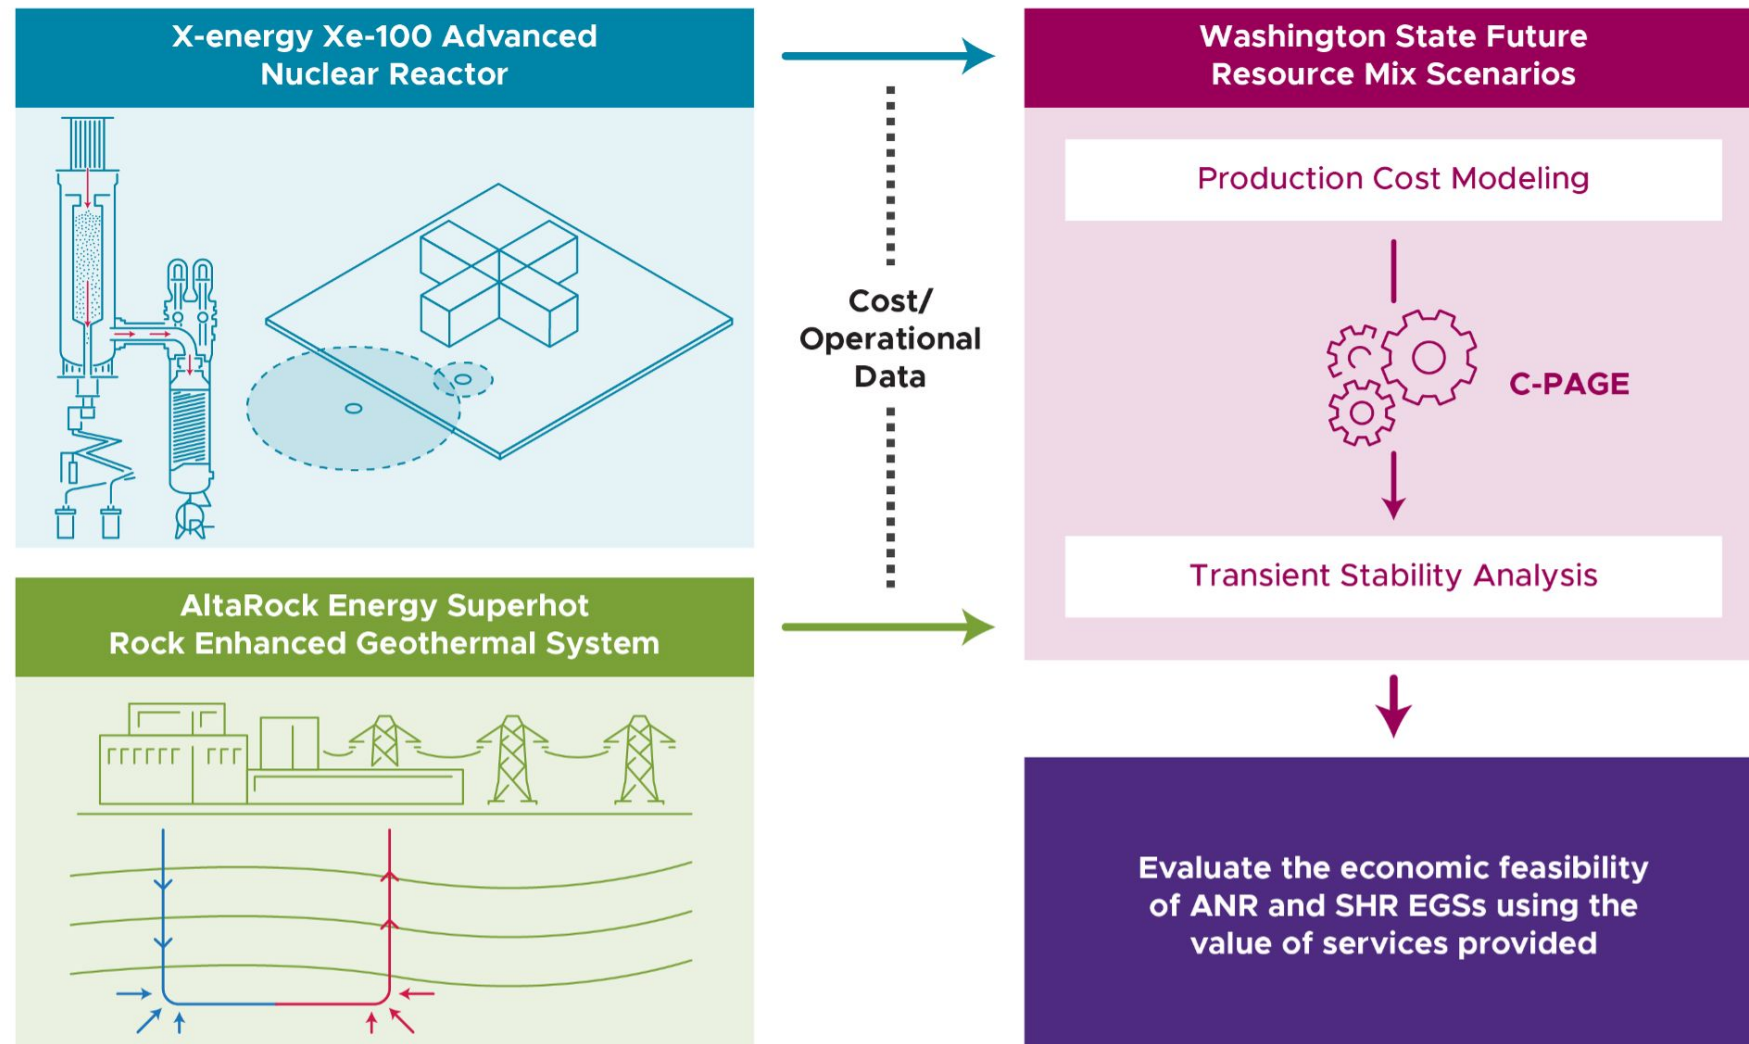 X-energy Xe-100 Advanced
Nuclear Reactor
Cost/
Operational
Data
AltaRock Energy Superhot
Rock Enhanced Geothermal System
Washington State Future
Resource Mix Scenarios
Production Cost Modeling
C-PAGE
Transient Stability Analysis
Evaluate the economic feasibility
of ANR and SHR EGSs using the
value of services provided